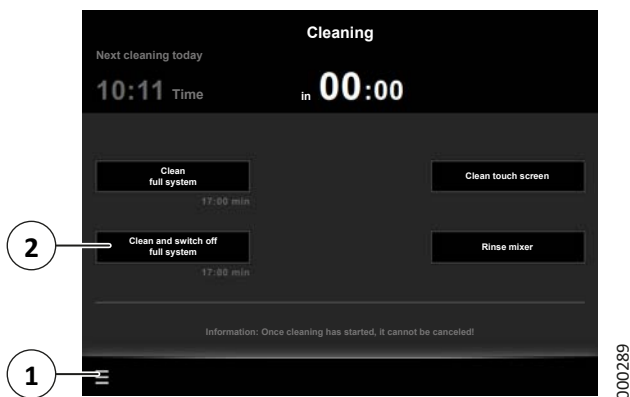 Cleaning
Next cleaning today
10:11 Time
in 00:00
Clean
full system
17:00 min
Clean touch screen
2
Clean and switch off
full system
17:00 min
Rinse mixer
Information: Once cleaning has started, it cannot be canceled!
1
000289